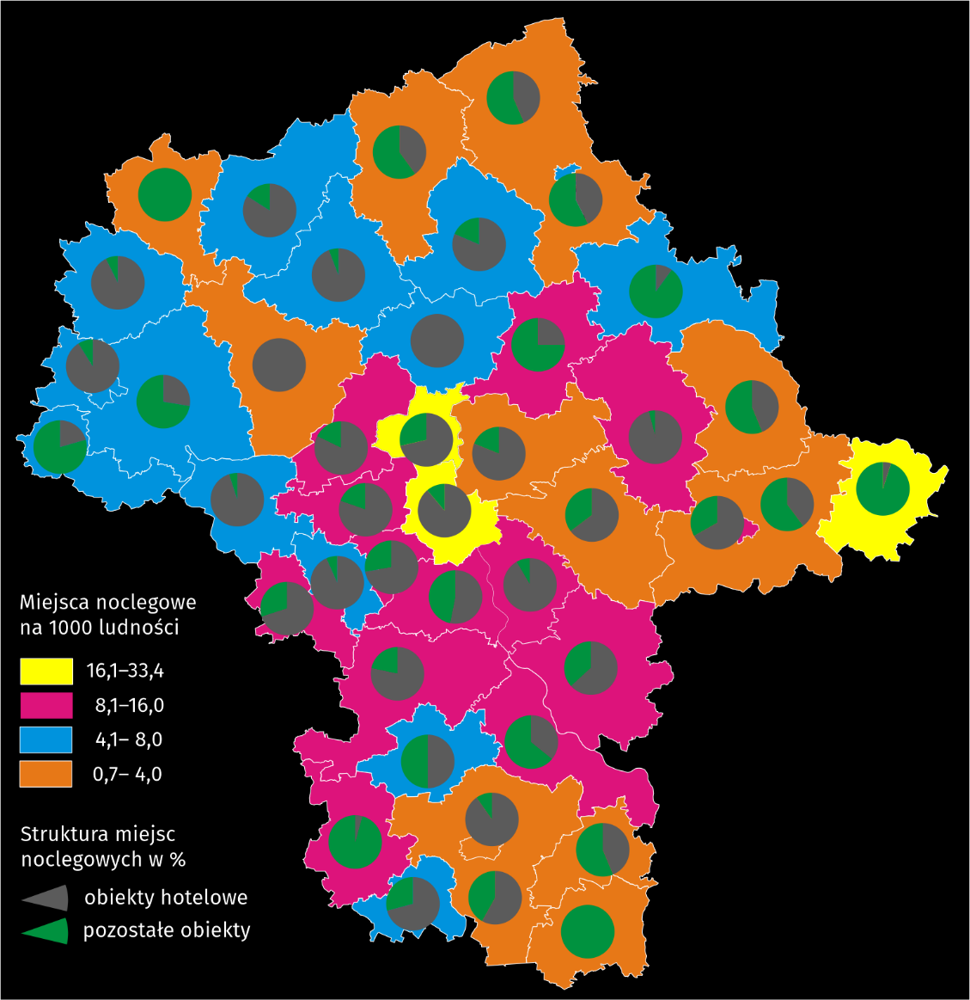 Miejsca noclegowe
na 1000 ludności
16,1–33,4
8,1–16,0
4,1– 8,0
0,7– 4,0
Struktura miejsc
noclegowych w %
obiekty hotelowe
pozostałe obiekty